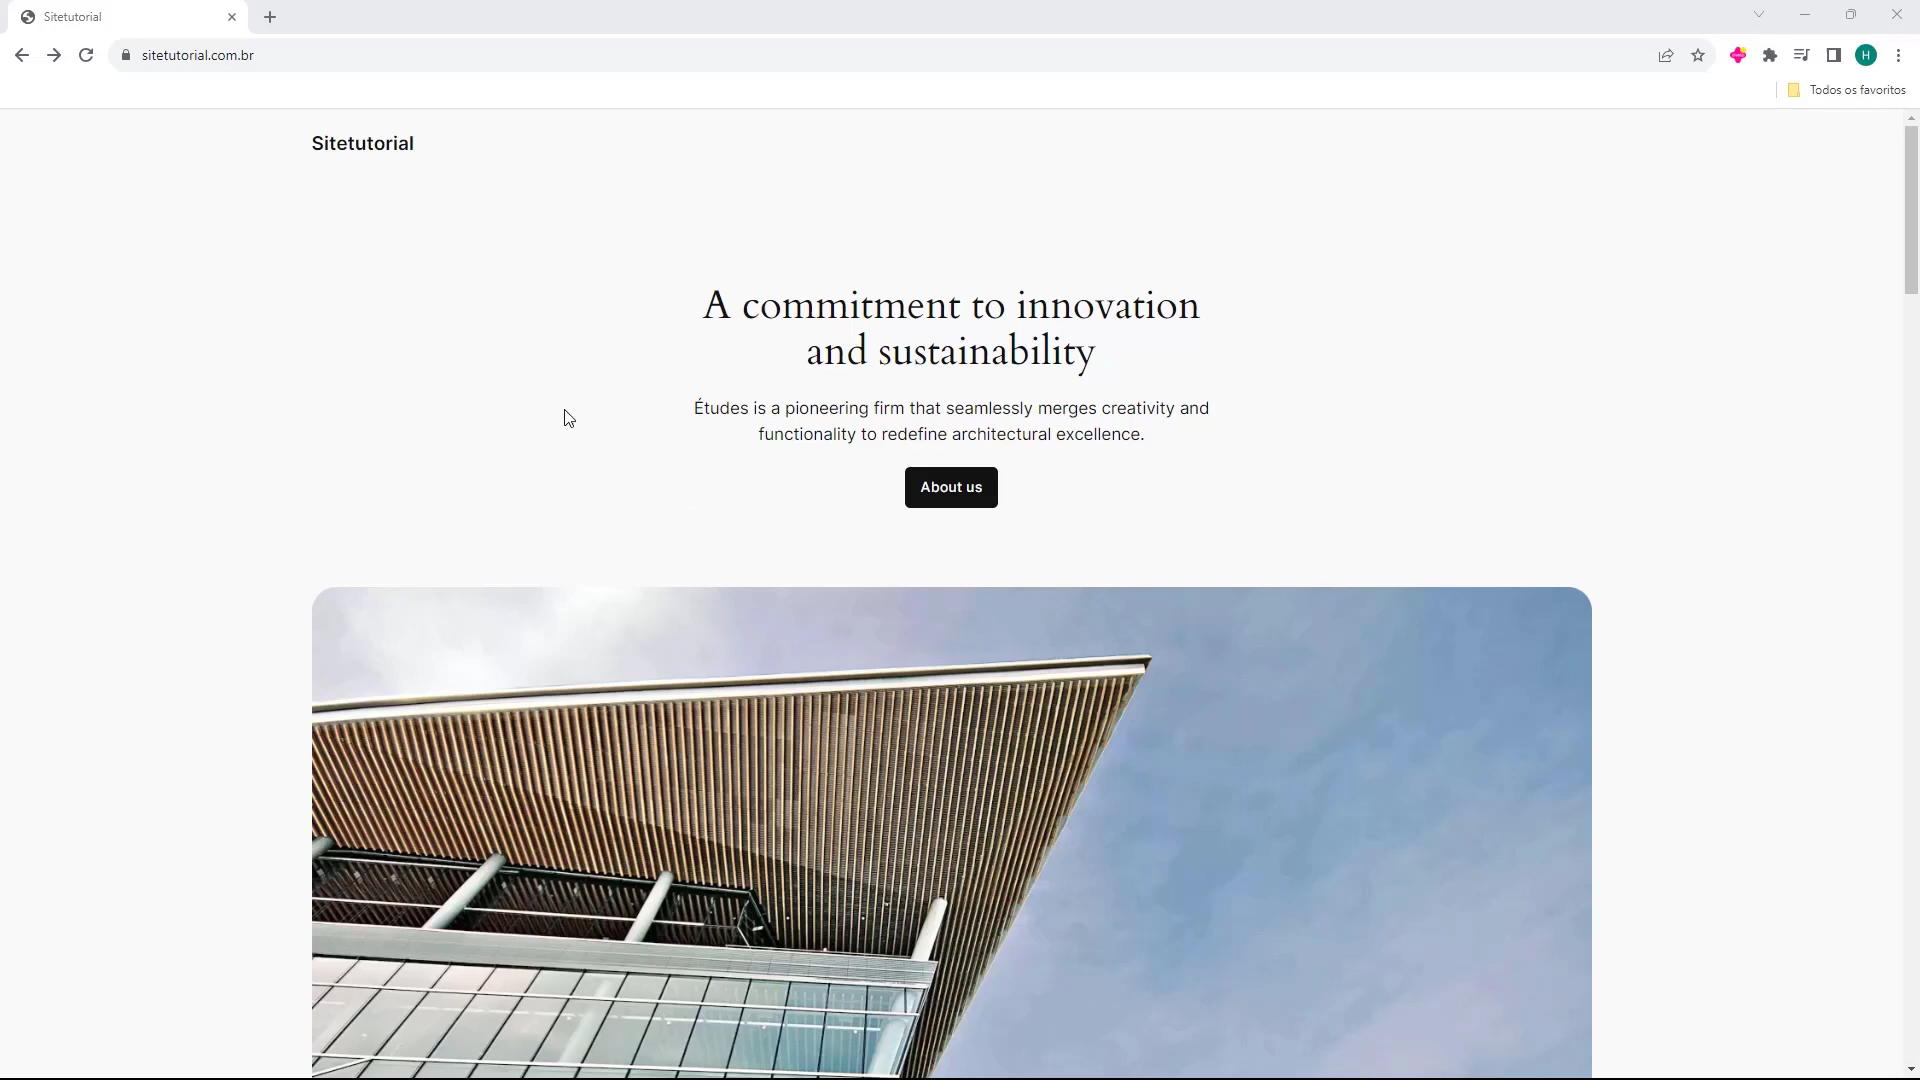 Sitetutorial
sitetutorial.com.br
H
Todos os favoritos
Sitetutorial
A commitment to innovation
and sustainability
Études is a pioneering firm that seamlessly merges creativity and
functionality to redefine architectural excellence.
About us